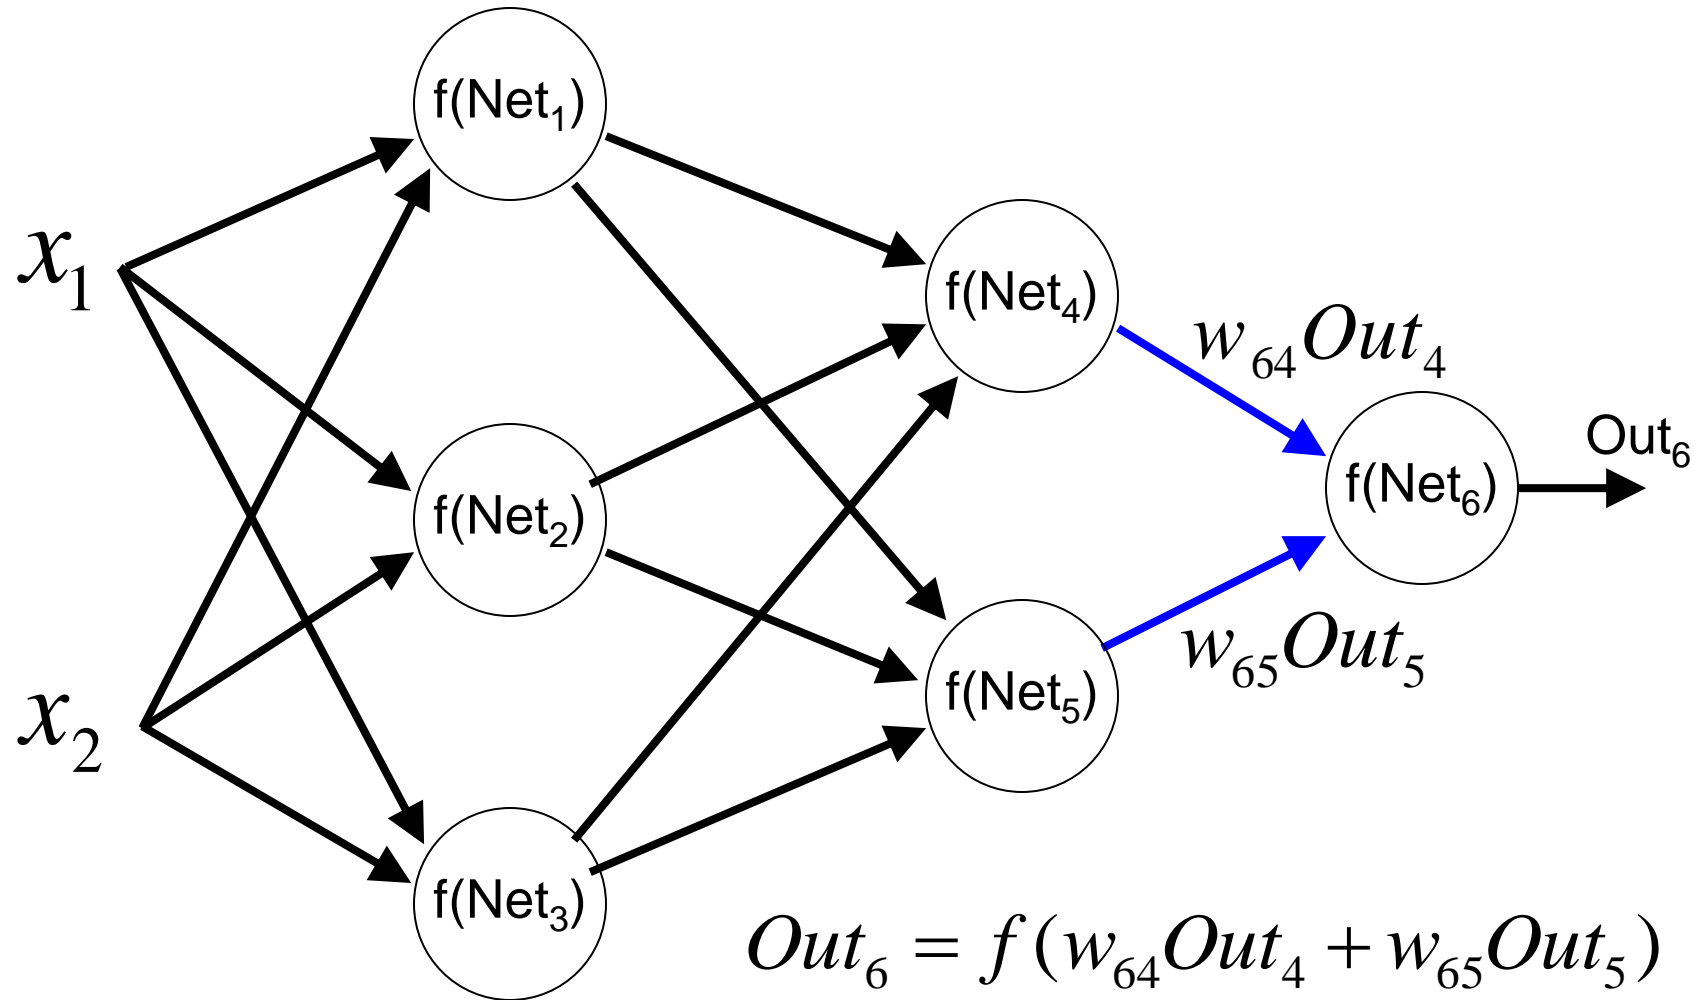 f(Net₁)
x₁
f(Net₄)
w₆₄Out₄
Out₆
f(Net₆)
f(Net₂)
w₆₅Out₅
x₂
f(Net₅)
f(Net₃)
Out₆ = f(w₆₄Out₄ + w₆₅Out₅)